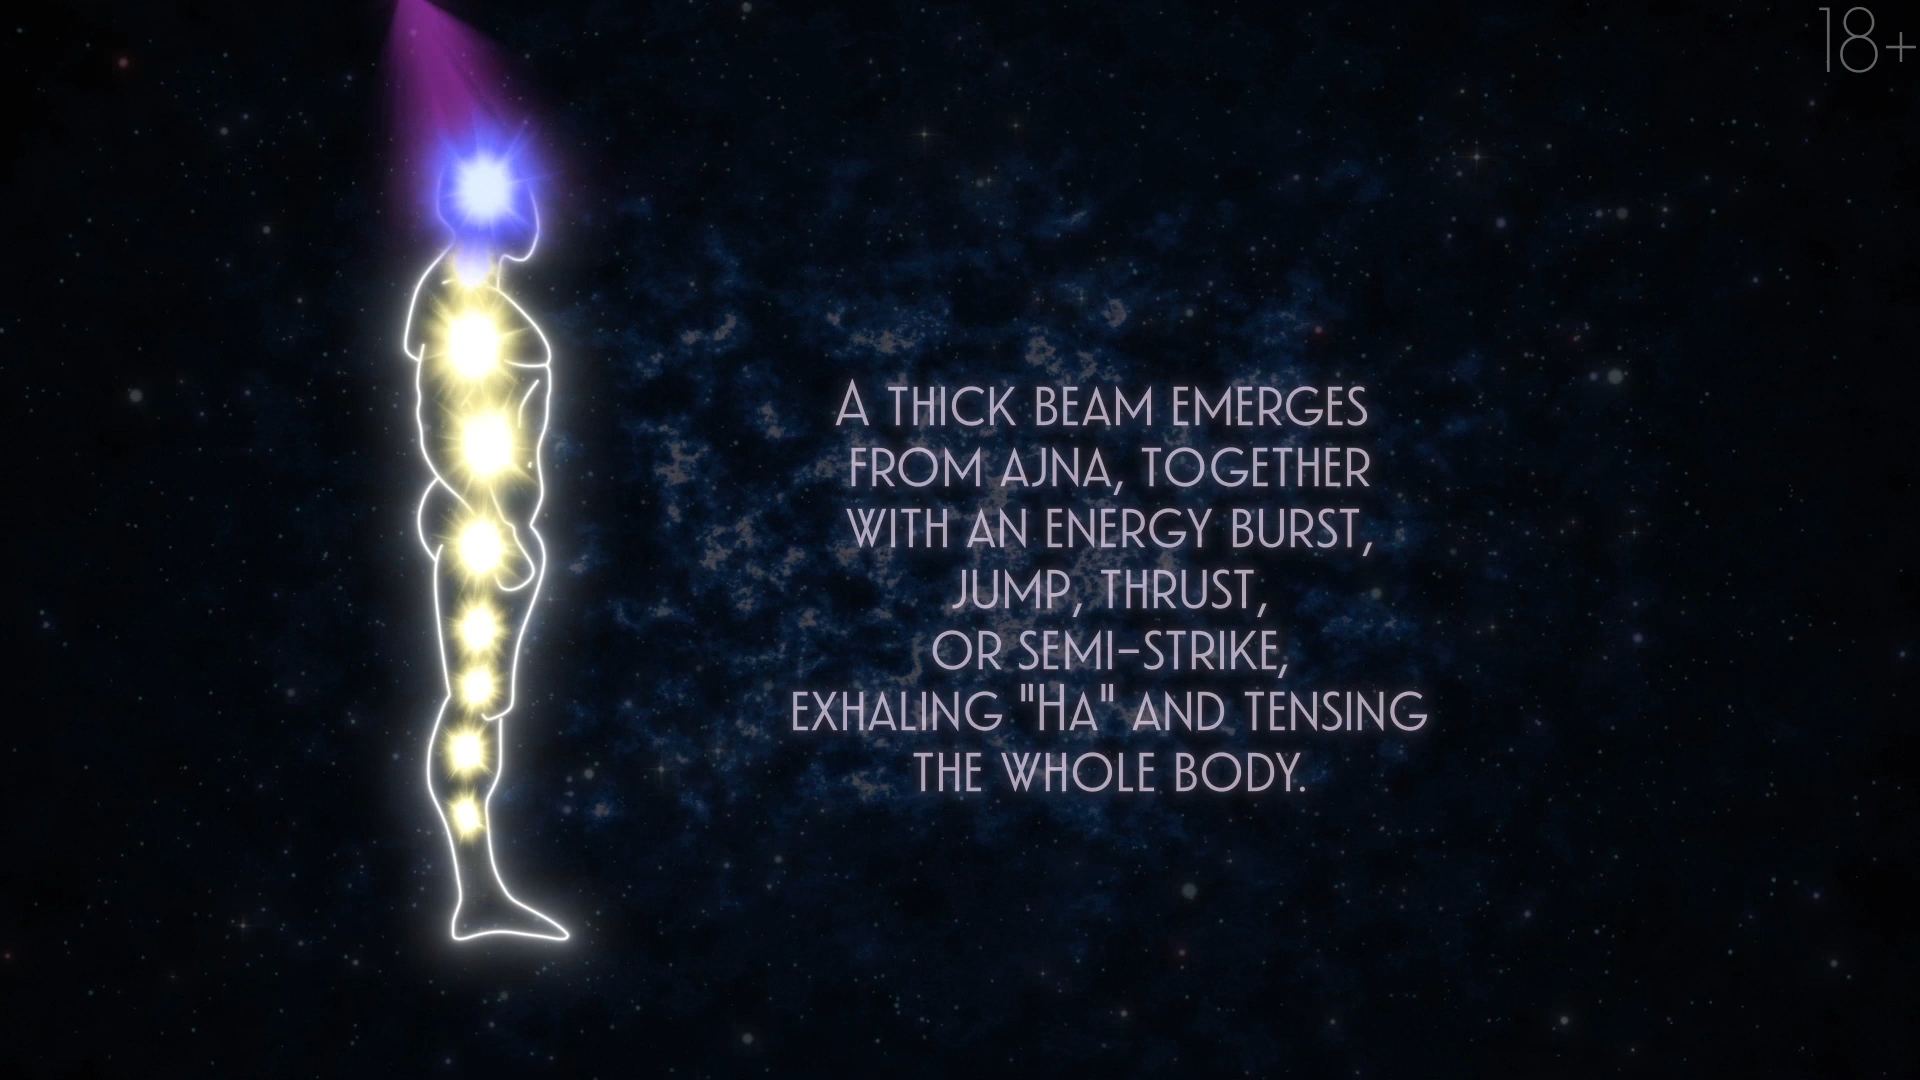 18+
A THICK BEAM EMERGES
FROM AJNA, TOGETHER
WITH AN ENERGY BURST,
JUMP, THRUST,
OR SEMI-STRIKE,
EXHALING "HA" AND TENSING
THE WHOLE BODY.